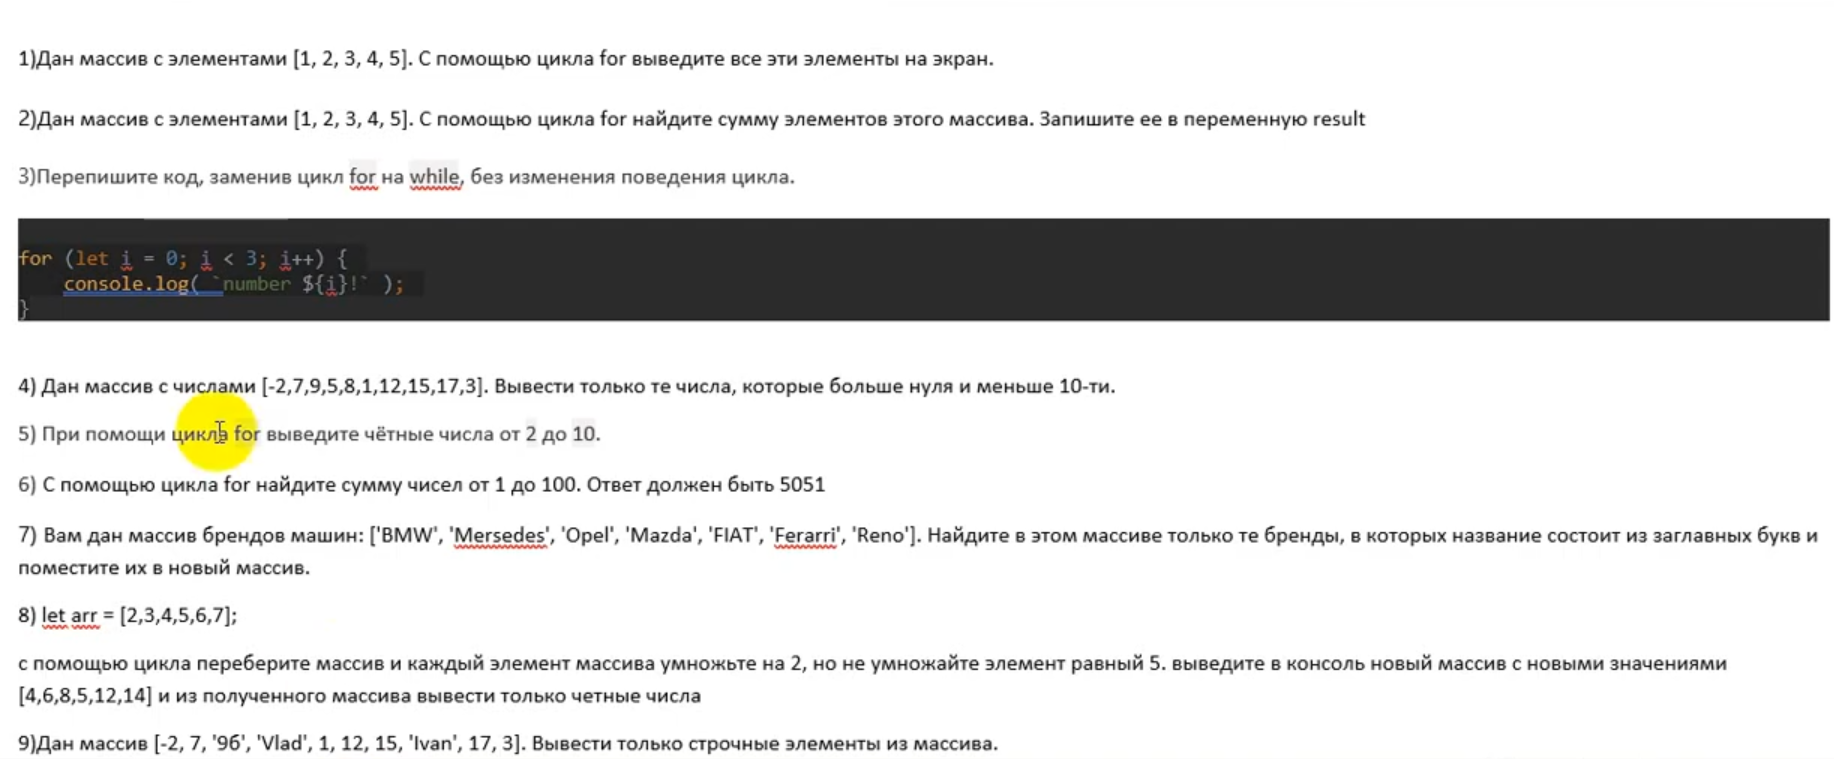 1)Дан массив с элементами [1, 2, 3, 4, 5]. С помощью цикла for выведите все эти элементы на экран.
2)Дан массив с элементами [1, 2, 3, 4, 5]. С помощью цикла for найдите сумму элементов этого массива. Запишите ее в переменную result
3)Перепишите код, заменив цикл for на while, без изменения поведения цикла.
for (let i = 0; i < 3; i++) {
console.log( `number ${i}!` );
}
4) Дан массив с числами [-2,7,9,5,8,1,12,15,17,3]. Вывести только те числа, которые больше нуля и меньше 10-ти.
5) При помощи цикла for выведите чётные числа от 2 до 10.
6) С помощью цикла for найдите сумму чисел от 1 до 100. Ответ должен быть 5051
7) Вам дан массив брендов машин: ['BMW', 'Mersedes', 'Opel', 'Mazda', 'FIAT', 'Ferarri', 'Reno']. Найдите в этом массиве только те бренды, в которых название состоит из заглавных букв и
поместите их в новый массив.
8) let arr = [2,3,4,5,6,7];
с помощью цикла переберите массив и каждый элемент массива умножьте на 2, но не умножайте элемент равный 5. выведите в консоль новый массив с новыми значениями
[4,6,8,5,12,14] и из полученного массива вывести только четные числа
9)Дан массив [-2, 7, '9б', 'Vlad', 1, 12, 15, 'Ivan', 17, 3]. Вывести только строчные элементы из массива.